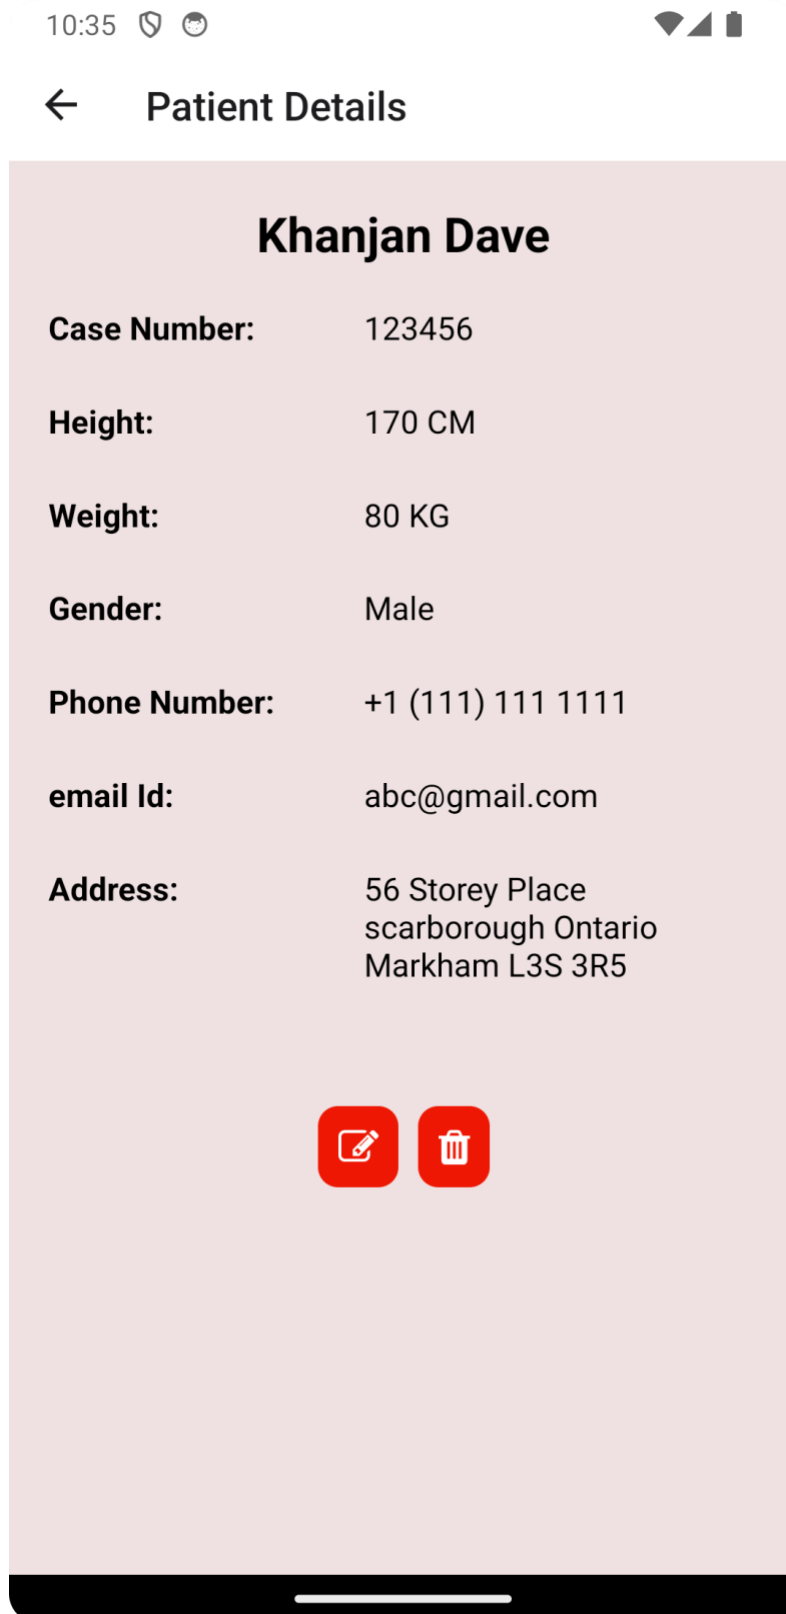 10:35
Patient Details
Khanjan Dave
Case Number: 123456
Height: 170 CM
Weight: 80 KG
Gender: Male
Phone Number: +1 (111) 111 1111
email Id: abc@gmail.com
Address: 56 Storey Place
scarborough Ontario
Markham L3S 3R5